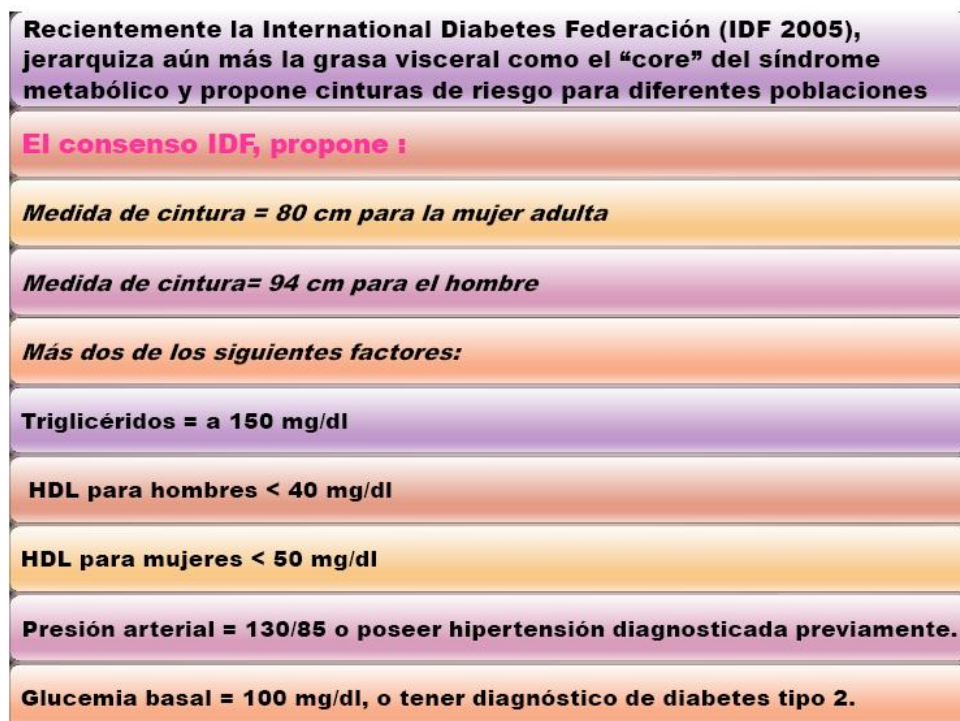 Recientemente la International Diabetes Federación (IDF 2005),
jerarquiza aún más la grasa visceral como el “core” del síndrome
metabólico y propone cinturas de riesgo para diferentes poblaciones
El consenso IDF, propone :
Medida de cintura = 80 cm para la mujer adulta
Medida de cintura= 94 cm para el hombre
Más dos de los siguientes factores:
Triglicéridos = a 150 mg/dl
HDL para hombres < 40 mg/dl
HDL para mujeres < 50 mg/dl
Presión arterial = 130/85 o poseer hipertensión diagnosticada previamente.
Glucemia basal = 100 mg/dl, o tener diagnóstico de diabetes tipo 2.